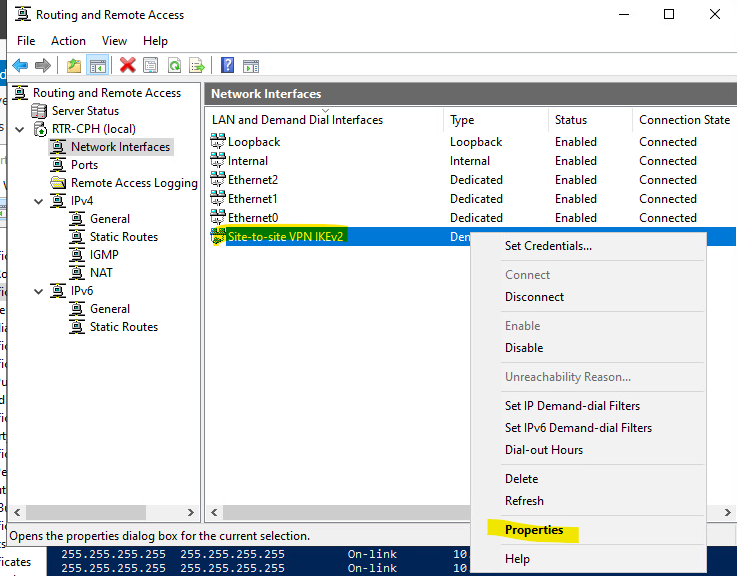 Routing and Remote Access
File Action View Help
Routing and Remote Access
Server Status
RTR-CPH (local)
Network Interfaces
Ports
Remote Access Logging
IPv4
General
Static Routes
IGMP
NAT
IPv6
General
Static Routes
Network Interfaces
LAN and Demand Dial Interfaces Type Status Connection State
Loopback Loopback Enabled Connected
Internal Internal Enabled Connected
Ethernet2 Dedicated Enabled Connected
Ethernet1 Dedicated Enabled Connected
Ethernet0 Dedicated Enabled Connected
Site-to-site VPN IKEv2
Set Credentials...
Connect
Disconnect
Enable
Disable
Unreachability Reason...
Set IP Demand-dial Filters
Set IPv6 Demand-dial Filters
Dial-out Hours
Delete
Refresh
Properties
Help
Opens the properties dialog box for the current selection.
255.255.255.255 255.255.255.255 On-link 10.
255.255.255.255 255.255.255.255 On-link 10.